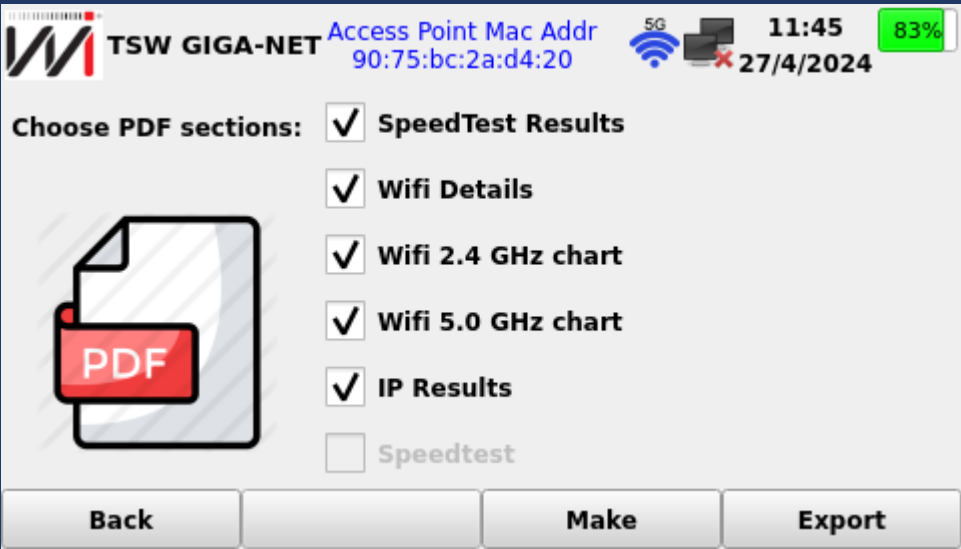 TSW GIGA-NET
Access Point Mac Addr
90:75:bc:2a:d4:20
5G
11:45
27/4/2024
83%
Choose PDF sections:
SpeedTest Results
Wifi Details
Wifi 2.4 GHz chart
Wifi 5.0 GHz chart
IP Results
Speedtest
PDF
Back
Make
Export